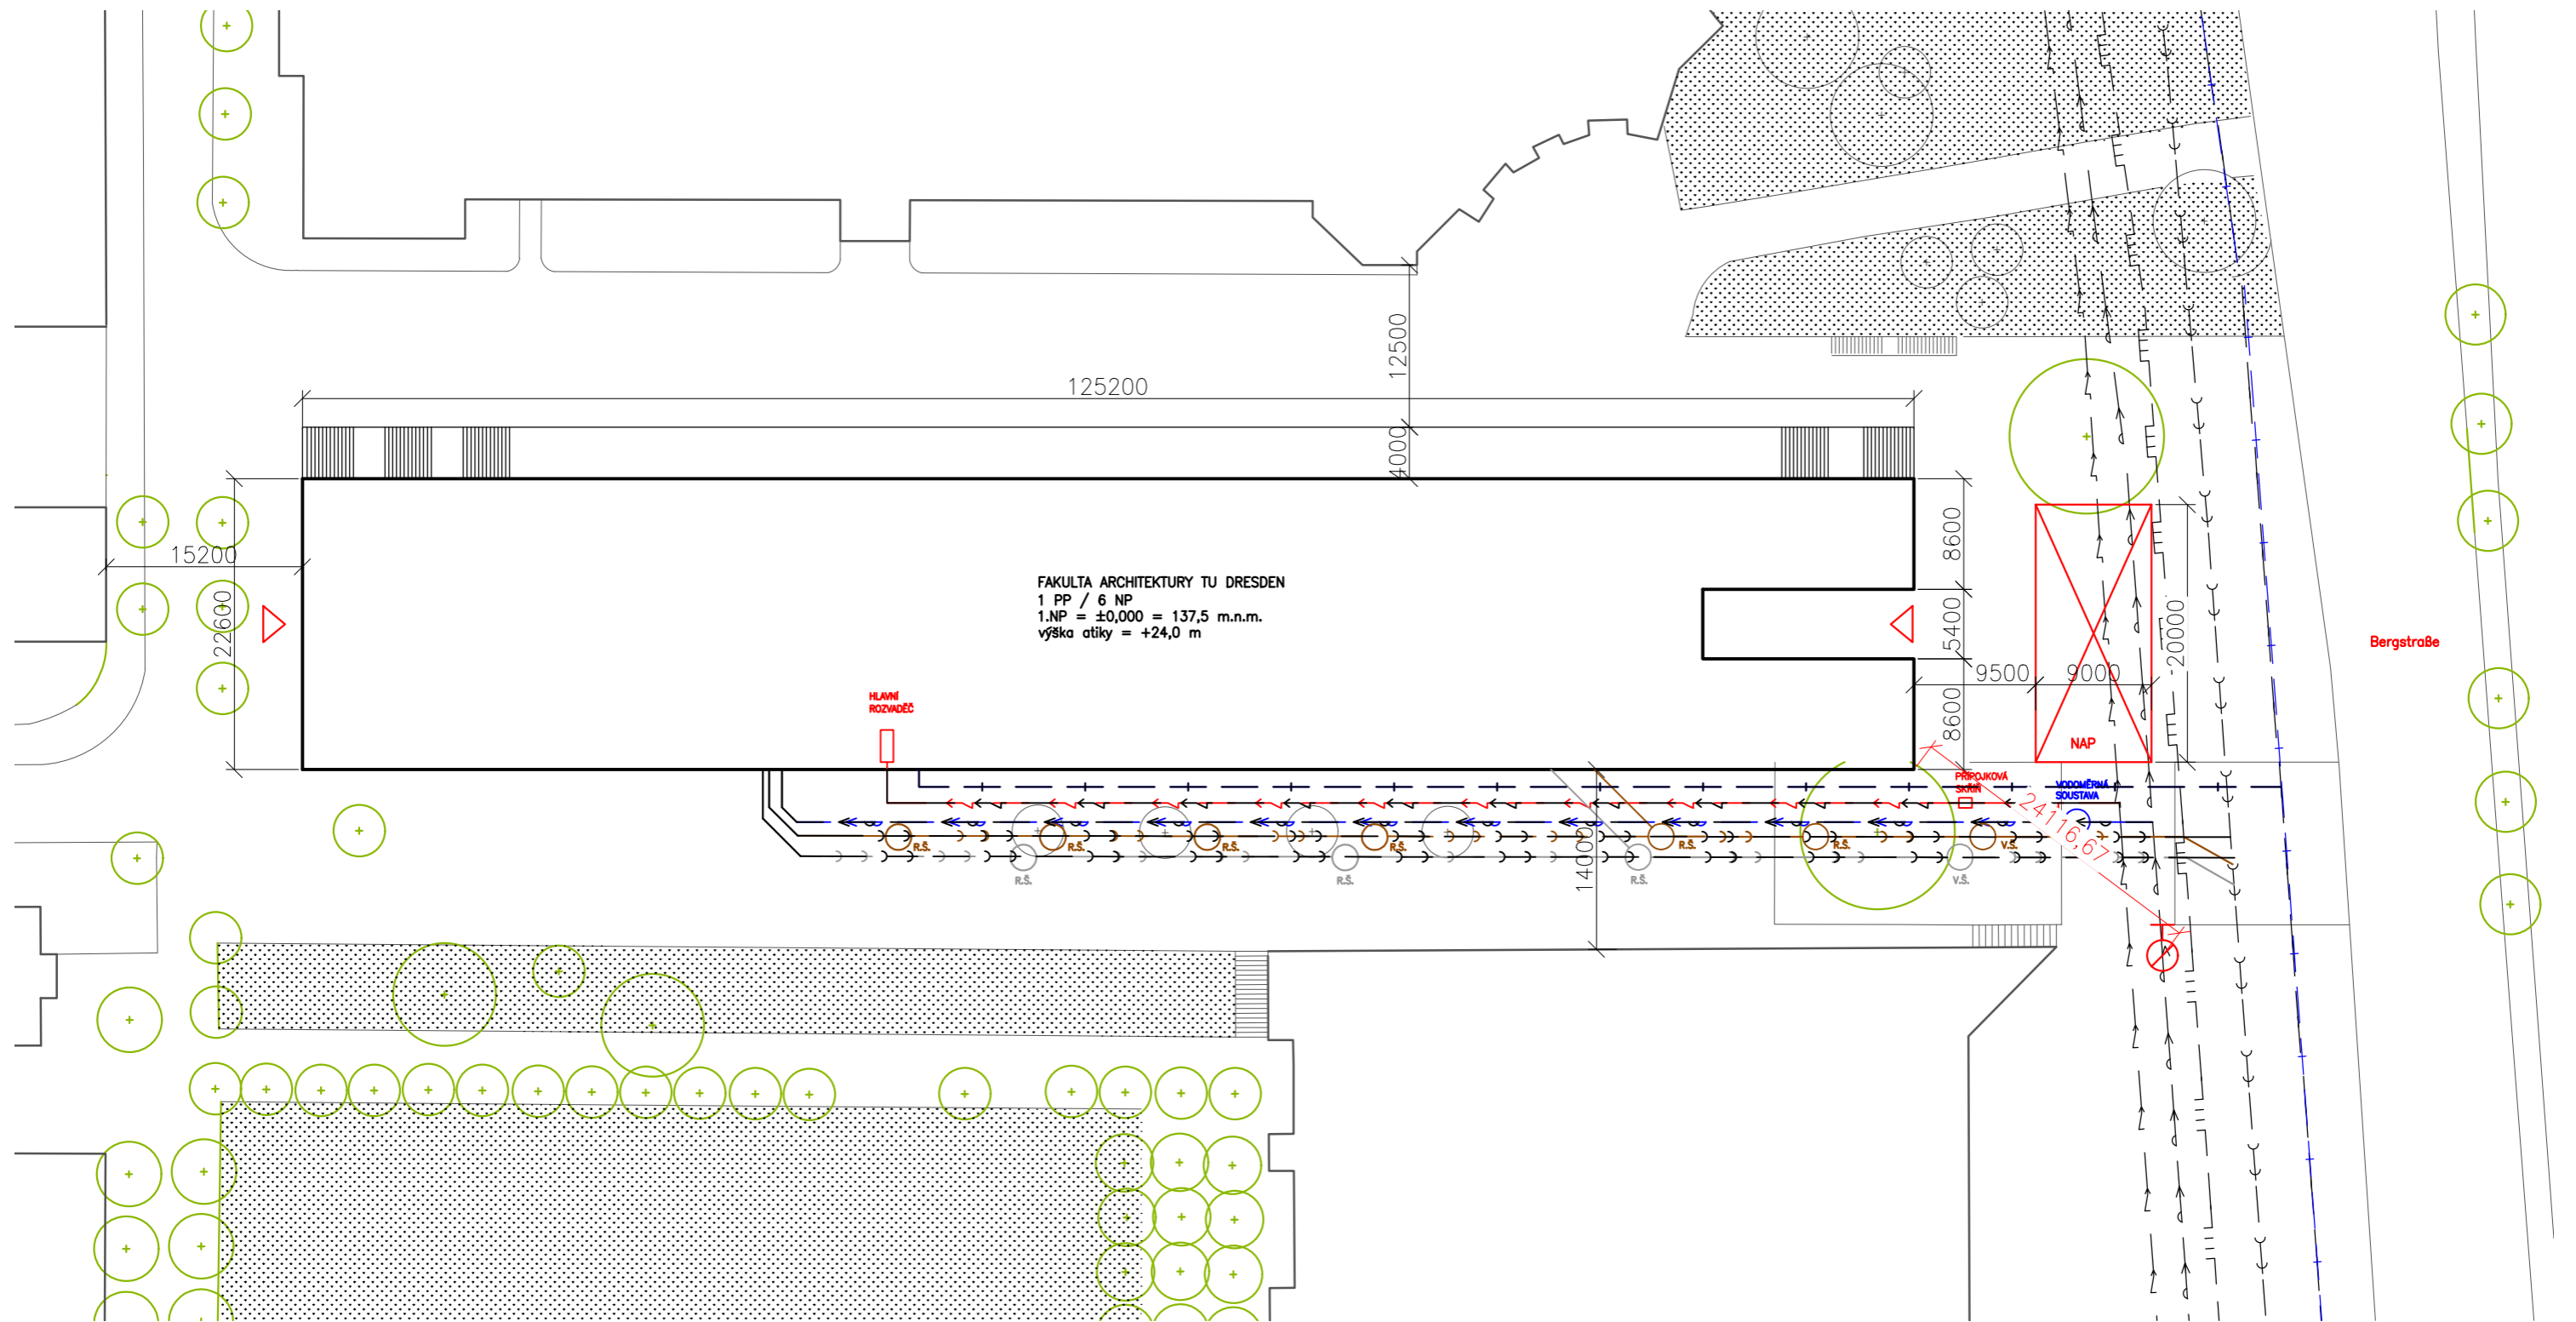 12500
125200
4000
15200
22600
8600
FAKULTA ARCHITEKTURY TU DRESDEN
1 PP / 6 NP
1.NP = ±0,000 = 137,5 m.n.m.
výška atiky = +24,0 m
5400
20000
Bergstraße
9500
9000
8600
HLAVNÍ
ROZVADĚČ
NAP
PŘÍPOJKOVÁ
SKŘÍŇ
VODOMĚRNÁ
SOUSTAVA
24116,67
14000
R.Š.
R.Š.
R.Š.
R.Š.
R.Š.
R.Š.
V.Š.
R.Š.
R.Š.
R.Š.
V.Š.